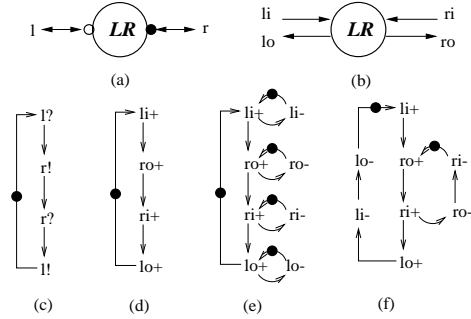 l LR r
(a)
li lo LR ri ro
(b)
l?
r!
r?
l!
(c)
li+
ro+
ri+
lo+
(d)
li+ li-
ro+ ro-
ri+ ri-
lo+ lo-
(e)
li+
lo- ro+ ri-
li- ri+ ro-
lo+
(f)